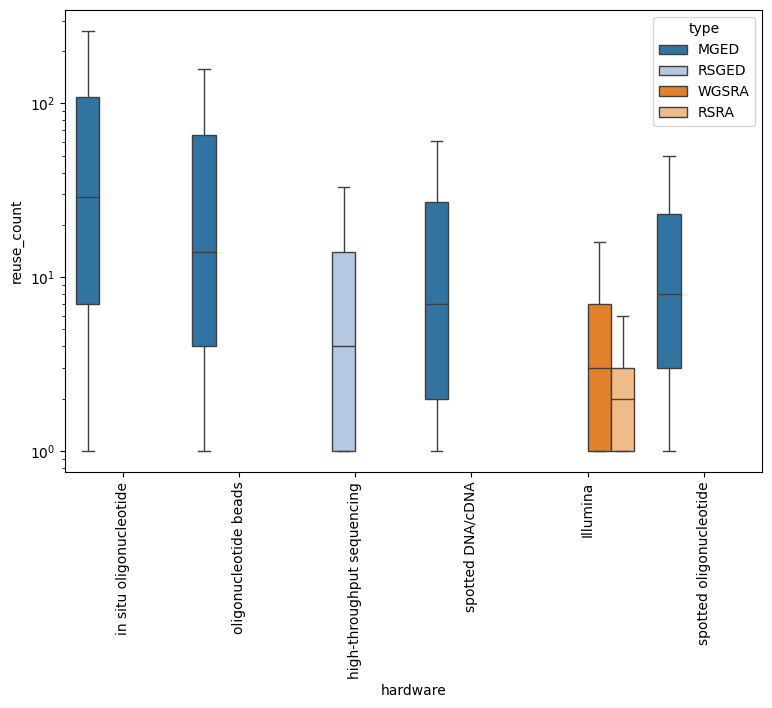 type
MGED
RSGED
WGSRA
RSRA
reuse_count
10²
10¹
10⁰
in situ oligonucleotide
oligonucleotide beads
high-throughput sequencing
spotted DNA/cDNA
Illumina
spotted oligonucleotide
hardware